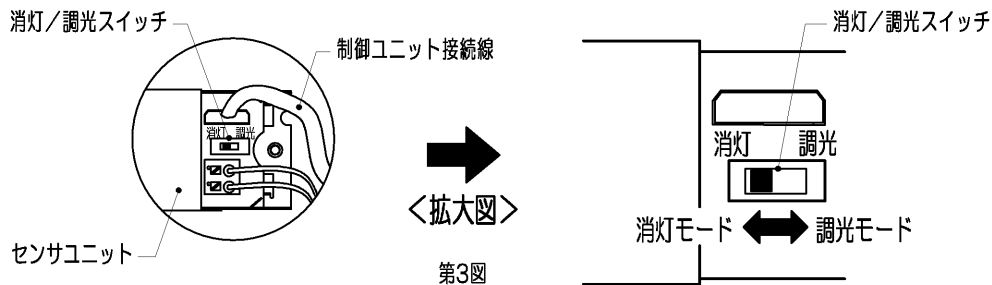 消灯／調光スイッチ
制御ユニット接続線
消灯 調光
センサユニット
＜拡大図＞
第3図
消灯／調光スイッチ
消灯 調光
消灯モード 調光モード